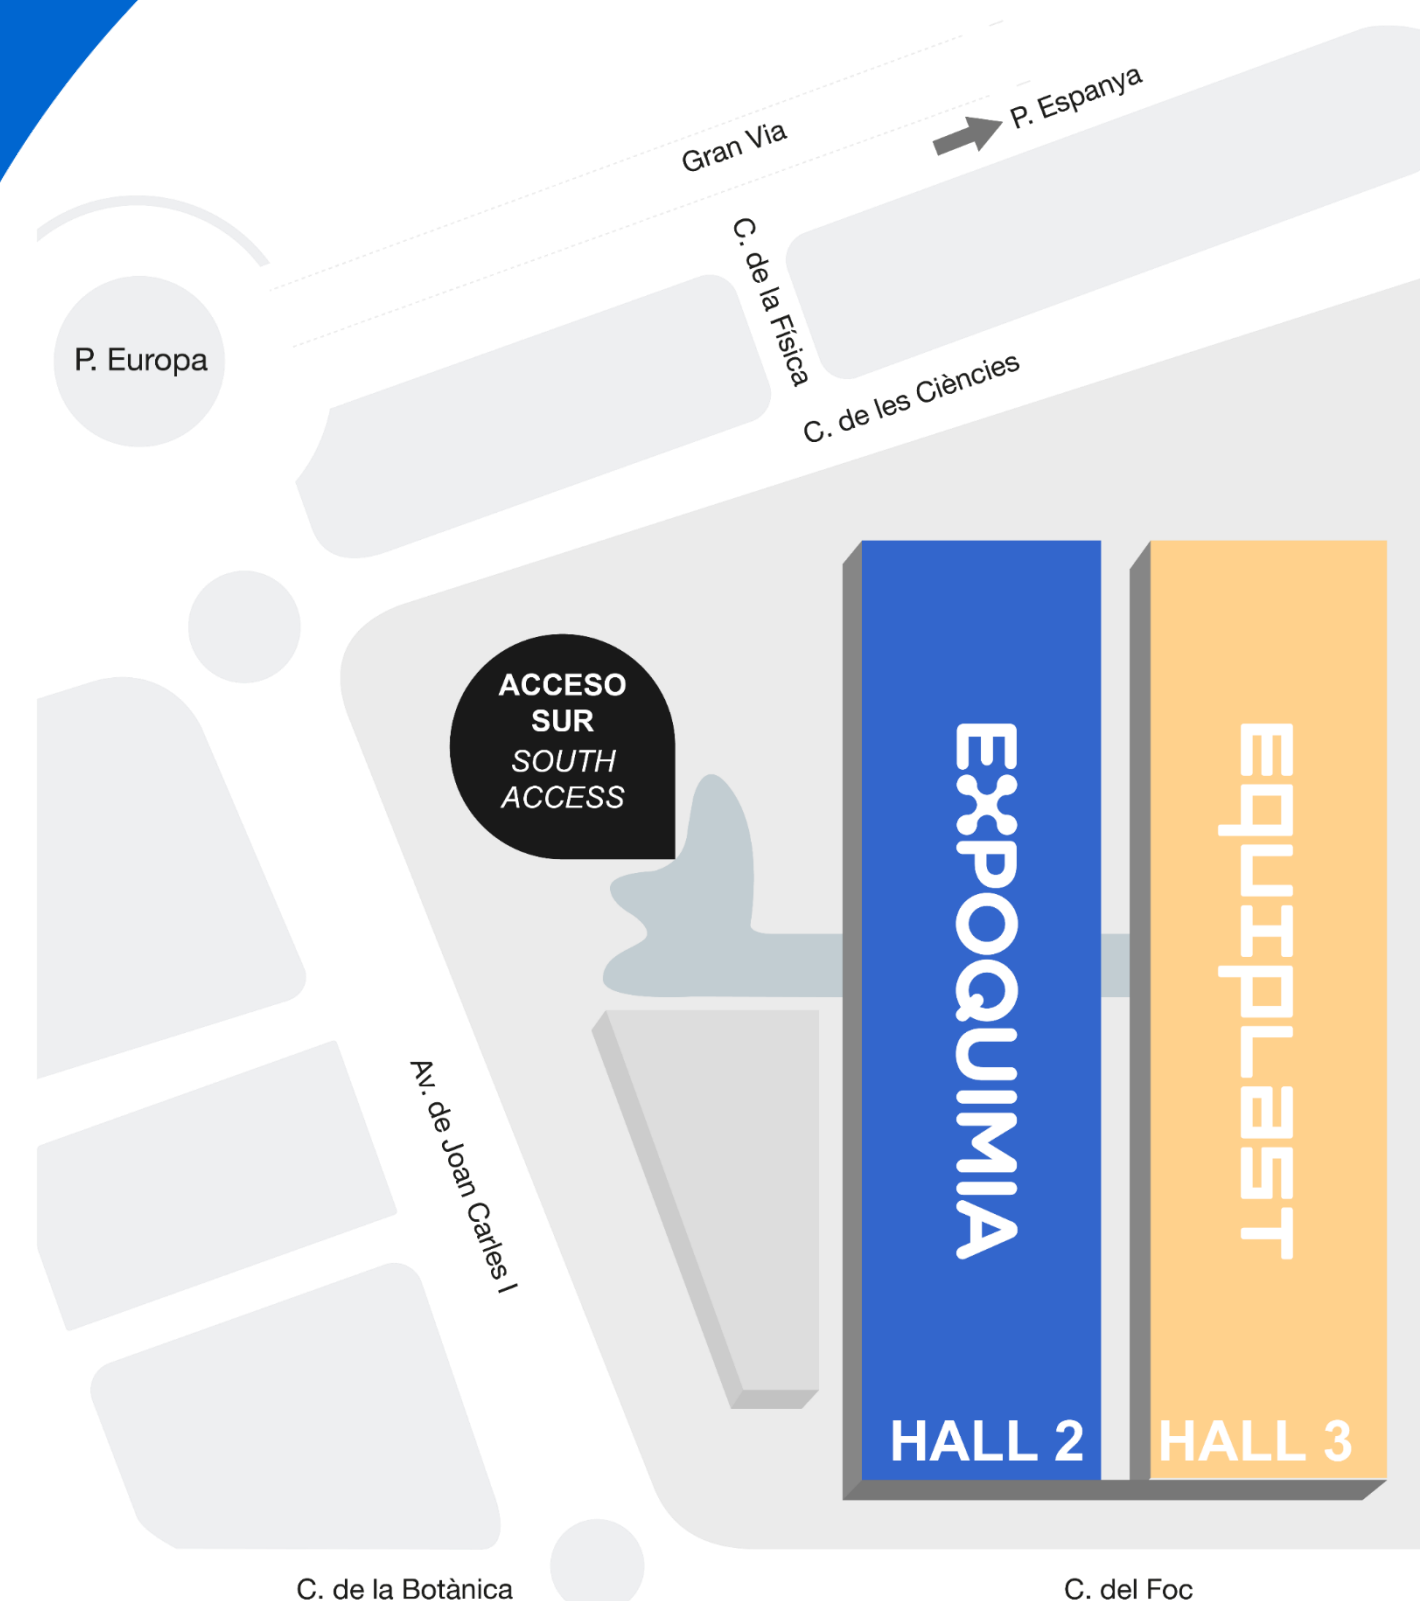 P. Espanya
Gran Via
C. de la Física
P. Europa
C. de les Ciències
ACCESO
SUR
SOUTH
ACCESS
EXPOQUIMIA
EQUIPLAST
Av. de Joan Carles I
HALL 2
HALL 3
C. de la Botànica
C. del Foc